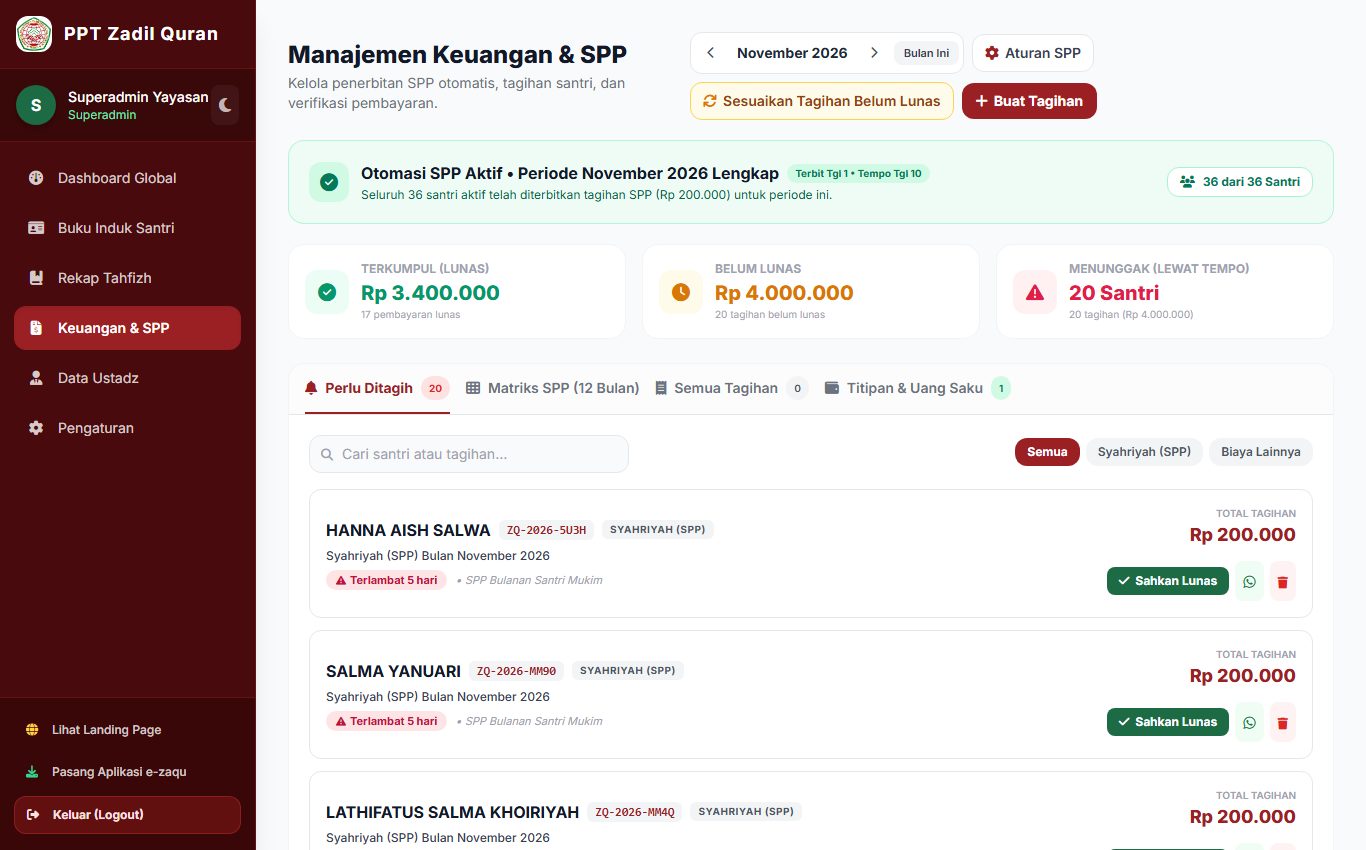 PPT Zadil Quran
S
Superadmin Yayasan
Superadmin
Dashboard Global
Buku Induk Santri
Rekap Tahfizh
Keuangan & SPP
Data Ustadz
Pengaturan
Lihat Landing Page
Pasang Aplikasi e-zaqu
Keluar (Logout)
Manajemen Keuangan & SPP
Kelola penerbitan SPP otomatis, tagihan santri, dan
verifikasi pembayaran.
November 2026
Bulan Ini
Aturan SPP
Sesuaikan Tagihan Belum Lunas
Buat Tagihan
Otomasi SPP Aktif • Periode November 2026 Lengkap
Terbit Tgl 1 • Tempo Tgl 10
Seluruh 36 santri aktif telah diterbitkan tagihan SPP (Rp 200.000) untuk periode ini.
36 dari 36 Santri
TERKUMPUL (LUNAS)
Rp 3.400.000
17 pembayaran lunas
BELUM LUNAS
Rp 4.000.000
20 tagihan belum lunas
MENUNGGAK (LEWAT TEMPO)
20 Santri
20 tagihan (Rp 4.000.000)
Perlu Ditagih 20
Matriks SPP (12 Bulan)
Semua Tagihan 0
Titipan & Uang Saku 1
Cari santri atau tagihan...
Semua
Syahriyah (SPP)
Biaya Lainnya
HANNA AISH SALWA ZQ-2026-5U3H SYAHRIYAH (SPP)
Syahriyah (SPP) Bulan November 2026
Terlambat 5 hari • SPP Bulanan Santri Mukim
TOTAL TAGIHAN
Rp 200.000
Sahkan Lunas
SALMA YANUARI ZQ-2026-MM90 SYAHRIYAH (SPP)
Syahriyah (SPP) Bulan November 2026
Terlambat 5 hari • SPP Bulanan Santri Mukim
TOTAL TAGIHAN
Rp 200.000
Sahkan Lunas
LATHIFATUS SALMA KHOIRIYAH ZQ-2026-MM4Q SYAHRIYAH (SPP)
Syahriyah (SPP) Bulan November 2026
TOTAL TAGIHAN
Rp 200.000